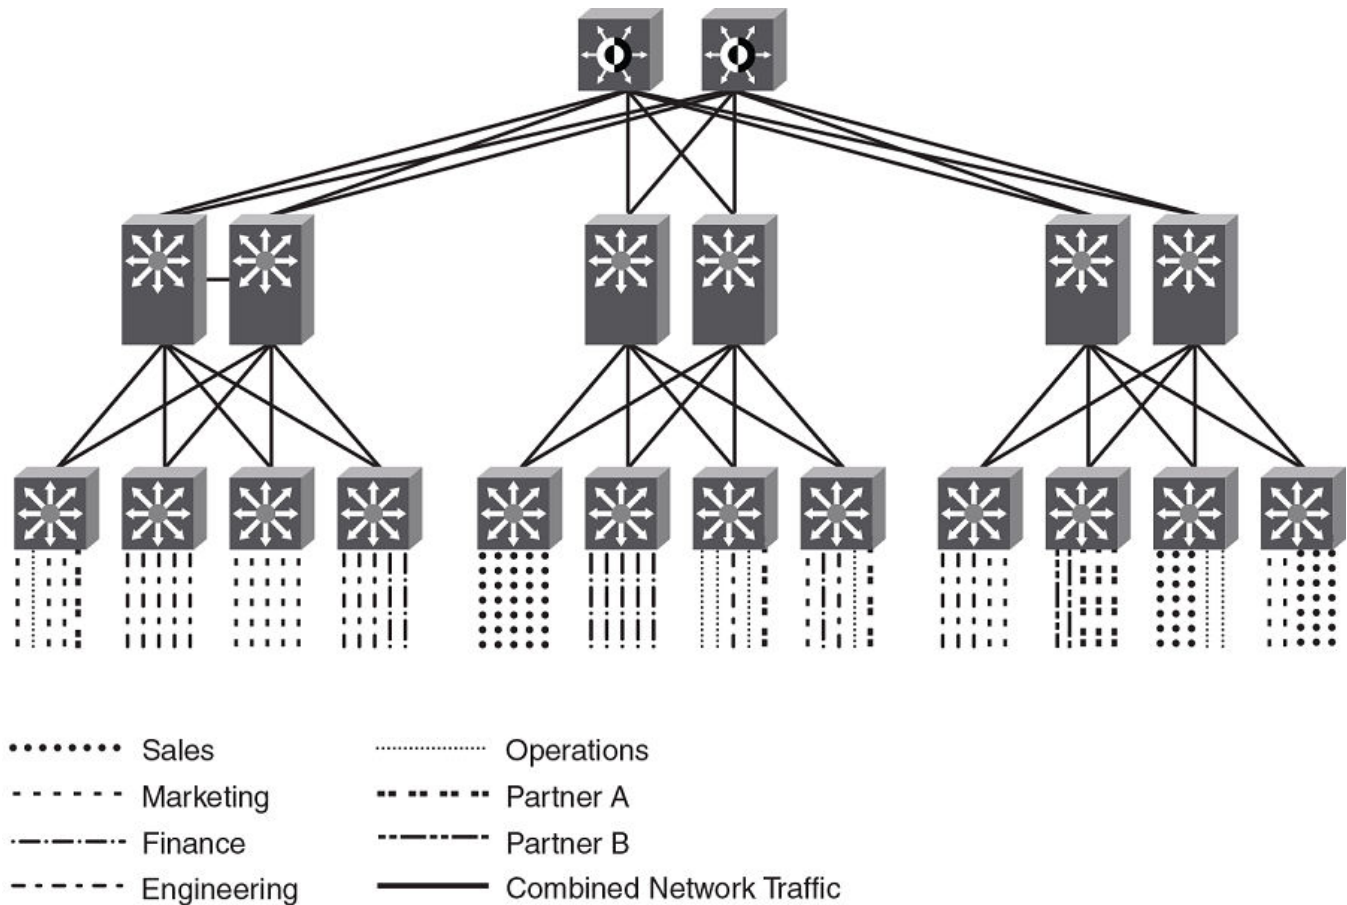 Sales
Operations
Marketing
Partner A
Finance
Partner B
Engineering
Combined Network Traffic